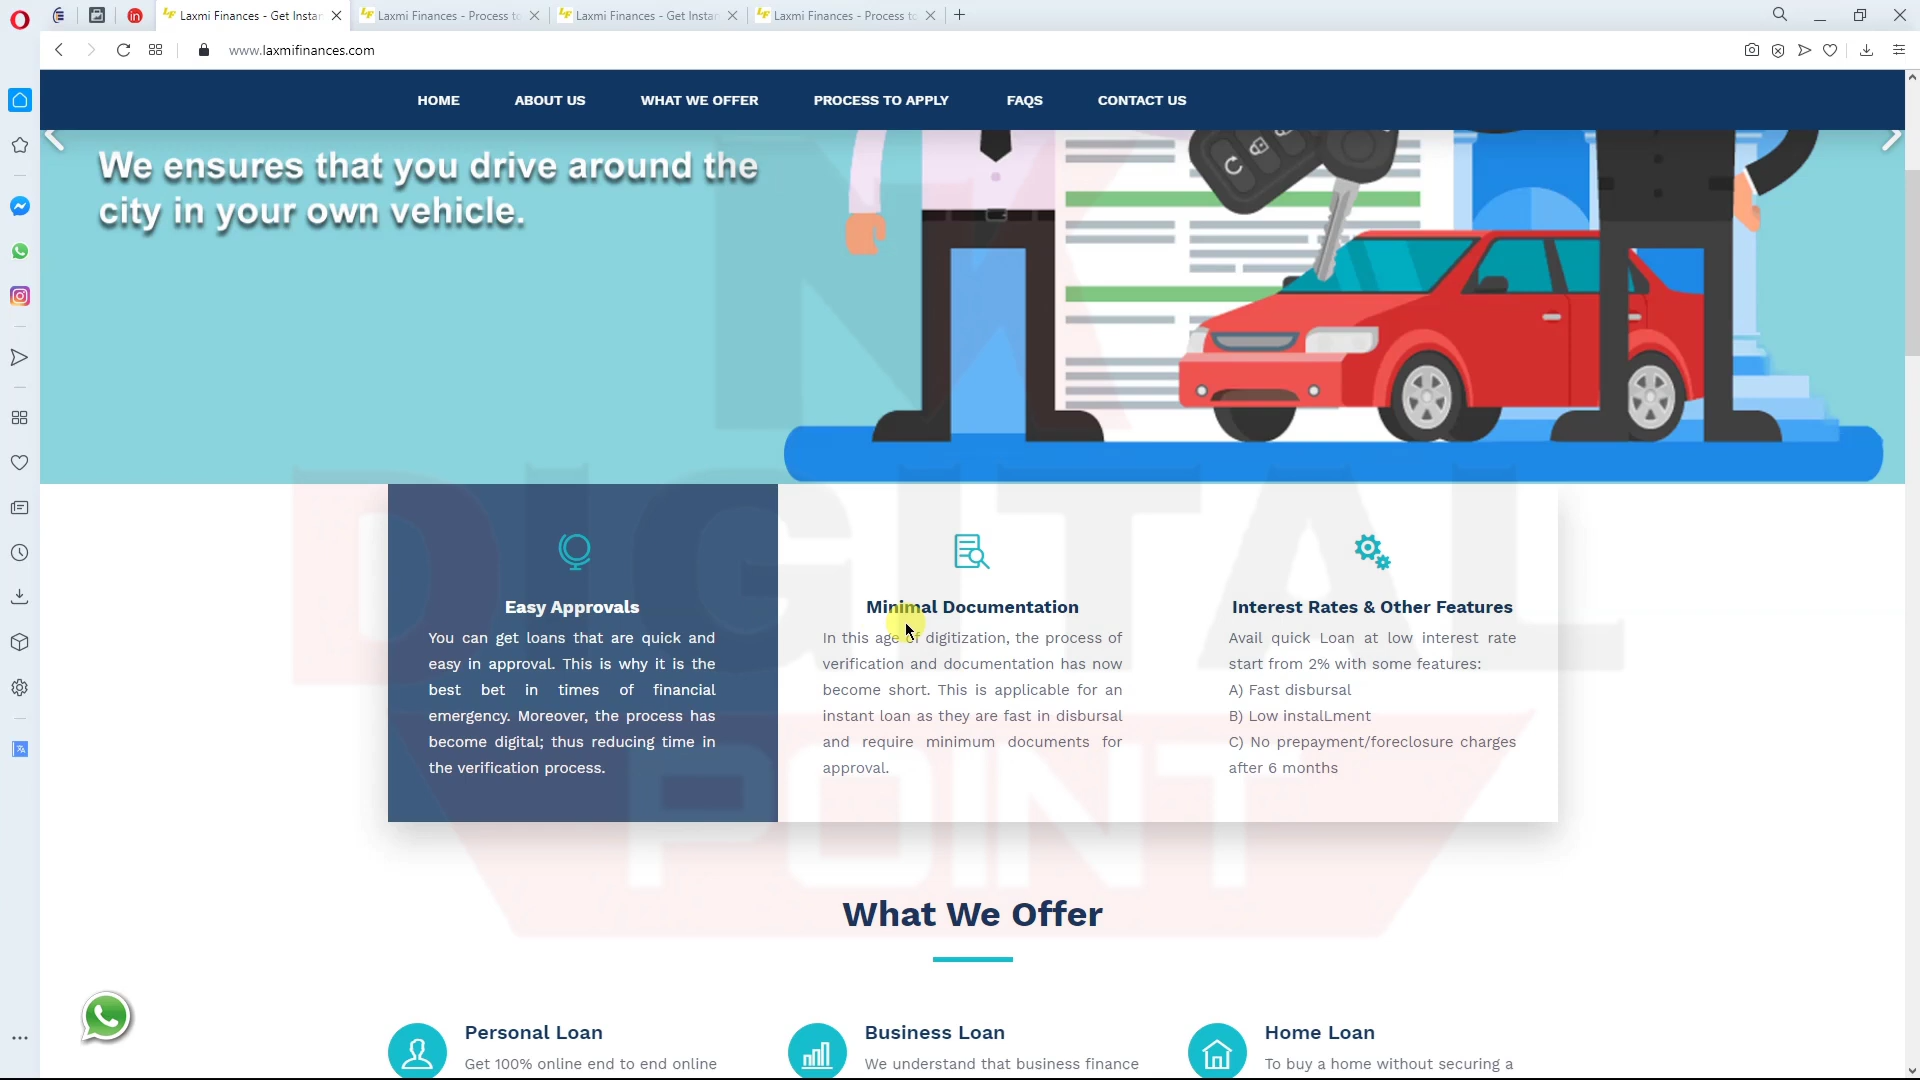 Laxmi Finances - Get Instar
Laxmi Finances - Process to
Laxmi Finances - Get Instar
Laxmi Finances - Process to
www.laxmifinances.com
HOME ABOUT US WHAT WE OFFER PROCESS TO APPLY FAQS CONTACT US
We ensures that you drive around the
city in your own vehicle.
Easy Approvals
You can get loans that are quick and
easy in approval. This is why it is the
best bet in times of financial
emergency. Moreover, the process has
become digital; thus reducing time in
the verification process.
Minimal Documentation
In this age of digitization, the process of
verification and documentation has now
become short. This is applicable for an
instant loan as they are fast in disbursal
and require minimum documents for
approval.
Interest Rates & Other Features
Avail quick Loan at low interest rate
start from 2% with some features:
A) Fast disbursal
B) Low instalLment
C) No prepayment/foreclosure charges
after 6 months
DIGITAL
POINT
What We Offer
Personal Loan
Get 100% online end to end online
Business Loan
We understand that business finance
Home Loan
To buy a home without securing a